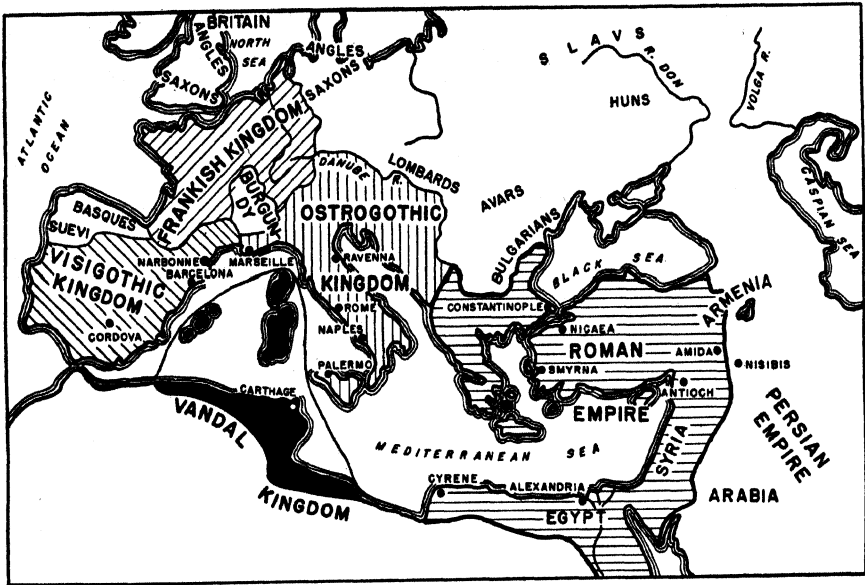 BRITAIN
ANGLES
NORTH
SEA
SAXONS
ANGLES
SAXONS
SLAVS
R. DON
HUNS
VOLGA R.
CASPIAN SEA
ATLANTIC
OCEAN
FRANKISH KINGDOM
BURGUN
DY
DANUBE
R.
LOMBARDS
AVARS
BULGARIANS
BASQUES
SUEVI
VISIGOTHIC
KINGDOM
NARBONNE
BARCELONA
MARSEILLE
CORDOVA
OSTROGOTHIC
KINGDOM
RAVENNA
ROME
NAPLES
PALERMO
BLACK SEA
CONSTANTINOPLE
NICAEA
ROMAN
EMPIRE
SMYRNA
AMIDA
ARMENIA
NISIBIS
ANTIOCH
SYRIA
PERSIAN
EMPIRE
ARABIA
CARTHAGE
VANDAL
KINGDOM
MEDITERRANEAN SEA
CYRENE
ALEXANDRIA
EGYPT